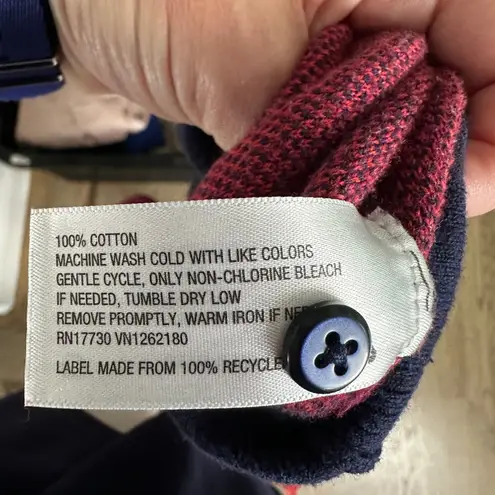 100% COTTON
MACHINE WASH COLD WITH LIKE COLORS
GENTLE CYCLE, ONLY NON-CHLORINE BLEACH
IF NEEDED, TUMBLE DRY LOW
REMOVE PROMPTLY, WARM IRON IF
RN17730 VN1262180
LABEL MADE FROM 100%